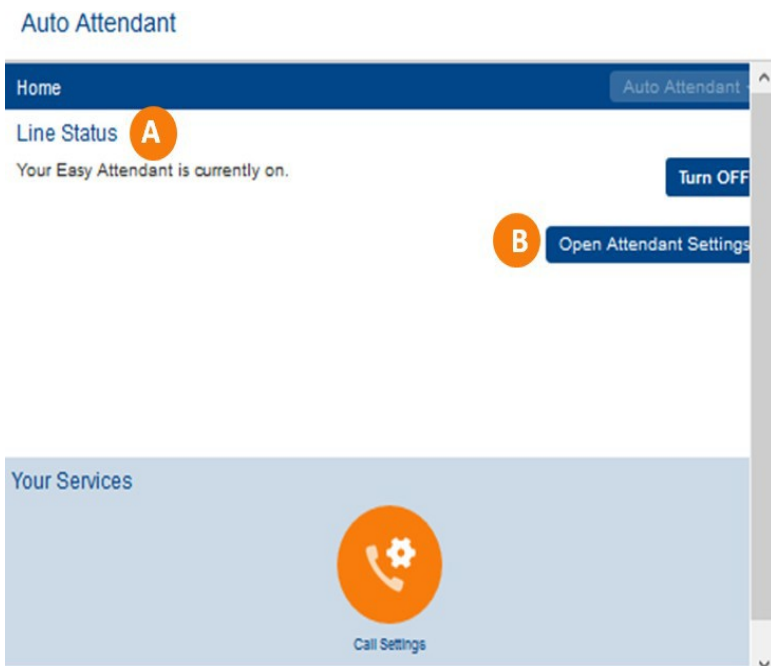 Auto Attendant
Home
Auto Attendant
Line Status A
Your Easy Attendant is currently on.
Turn OFF
B Open Attendant Settings
Your Services
Call Settings